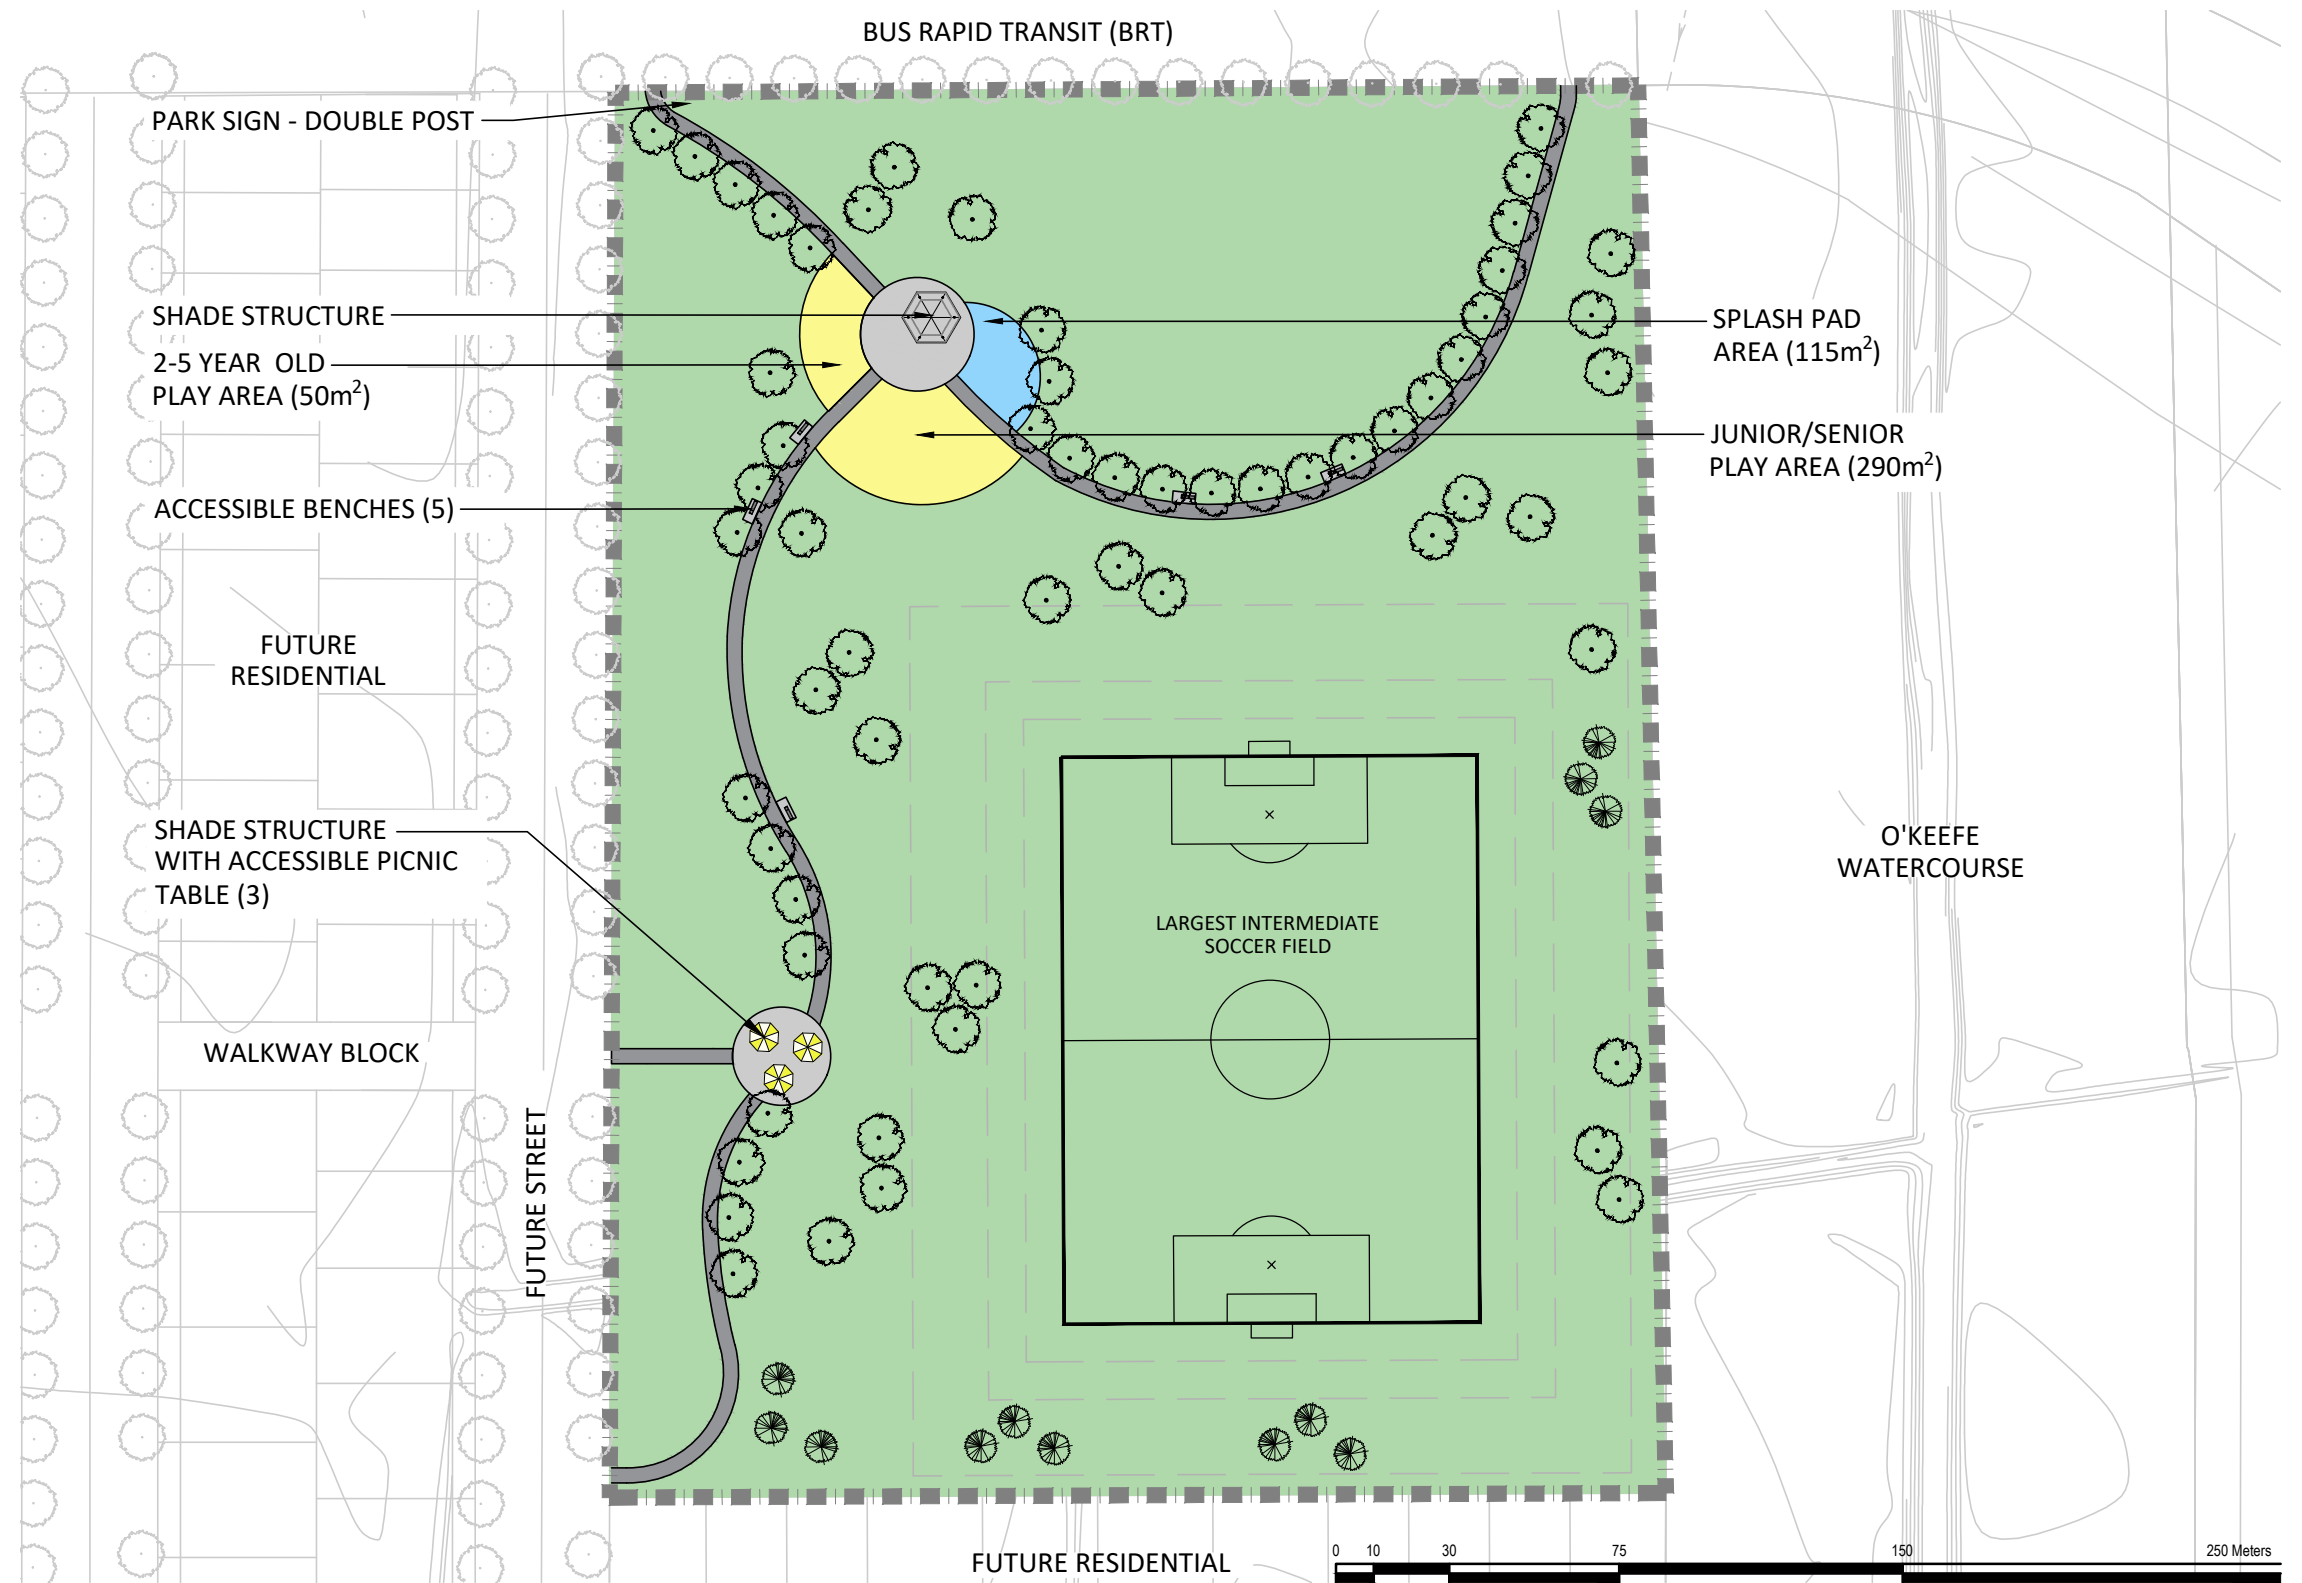 BUS RAPID TRANSIT (BRT)
PARK SIGN - DOUBLE POST
SHADE STRUCTURE
2-5 YEAR OLD
PLAY AREA (50m²)
SPLASH PAD
AREA (115m²)
JUNIOR/SENIOR
PLAY AREA (290m²)
ACCESSIBLE BENCHES (5)
FUTURE
RESIDENTIAL
SHADE STRUCTURE
WITH ACCESSIBLE PICNIC
TABLE (3)
O'KEEFE
WATERCOURSE
LARGEST INTERMEDIATE
SOCCER FIELD
WALKWAY BLOCK
FUTURE STREET
FUTURE RESIDENTIAL
0 10 30 75 150 250 Meters